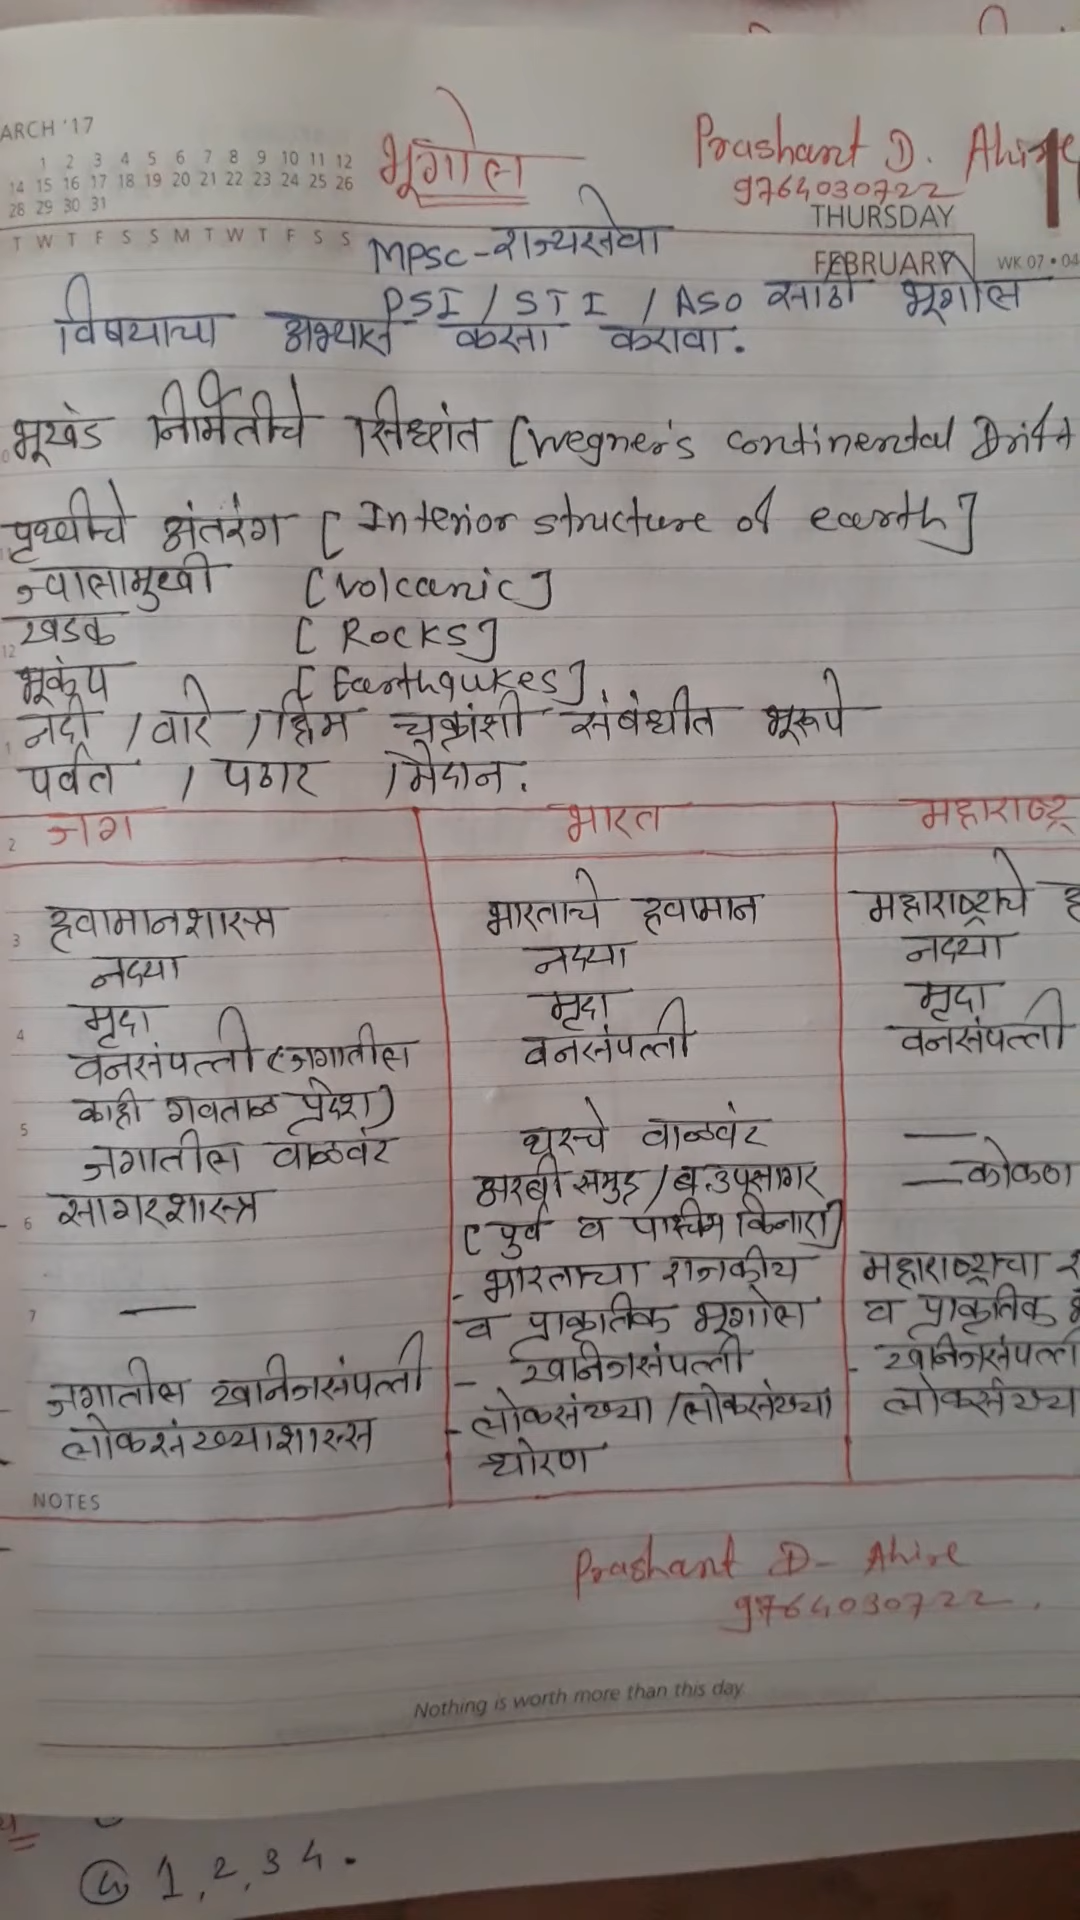 ARCH '17
1 2 3 4 5 6 7 8 9 10 11 12
14 15 16 17 18 19 20 21 22 23 24 25 26
28 29 30 31
T W T F S S M T W T F S S
भूगोल
Prashant D. Ahire
9764030722
THURSDAY
FEBRUARY
WK 07 • 04
MPSC - राज्यसेवा
PSI / STI / ASO साठी भूगोल
विषयाचा अभ्यास कसा करावा.
भूखंड निर्मितीचे सिध्दांत [Wegner's continental Drift
पृथ्वीचे अंतरंग [Interior structure of earth]
ज्वालामुखी [Volcanic]
खडक [Rocks]
भूकंप [Earthqukes]
नदी / वारे / हिम चक्रांशी संबंधीत भूरूपे
पर्वत / पठार / मैदान.
जग भारत महाराष्ट्र
हवामानशास्त्र भारताचे हवामान महाराष्ट्राचे ह
नद्या नद्या नद्या
मृदा मृदा मृदा
वनसंपत्ती (जगातील वनसंपत्ती वनसंपत्ती
काही गवताळ प्रदेश)
जगातील वाळवंट थरचे वाळवंट —
सागरशास्त्र अरबी समुद्र / बं.उपसागर — कोकण
(पुर्व व पश्चिम किनारा)
— - भारताचा राजकीय महाराष्ट्राचा
व प्राकृतिक भूगोल व प्राकृतिक
जगातील खनिजसंपत्ती - खनिजसंपत्ती - खनिजसंपत्ती
लोकसंख्याशास्त्र - लोकसंख्या / लोकसंख्या लोकसंख्य
धोरण
NOTES
Prashant D - Ahire
9764030722.
Nothing is worth more than this day.
④ 1, 2, 3 4.